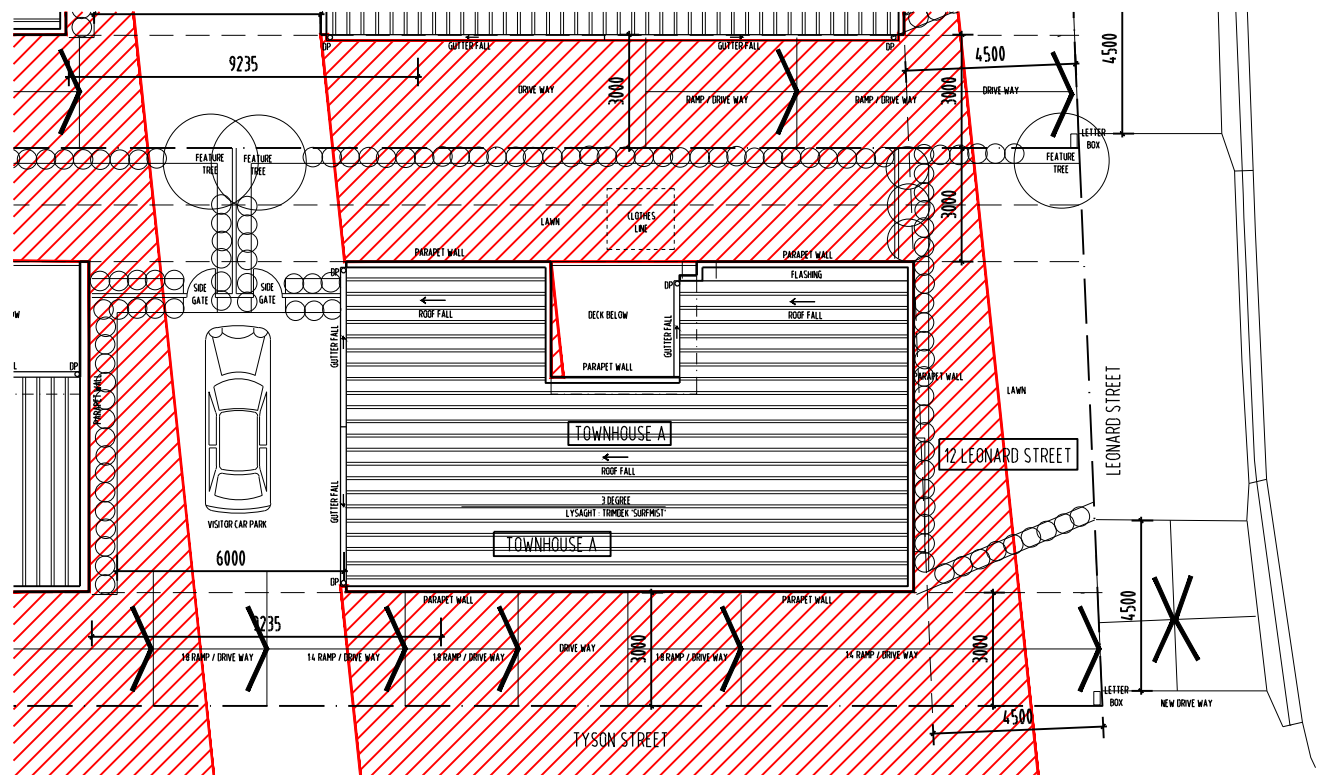 GUTTER FALL
GUTTER FALL
DP
DP
9235
4500
4500
3000
3000
DRIVE WAY
RAMP / DRIVE WAY
RAMP / DRIVE WAY
DRIVE WAY
LETTER
BOX
FEATURE
TREE
FEATURE
TREE
FEATURE
TREE
3000
LAWN
CLOTHES
LINE
PARAPET WALL
PARAPET WALL
DP
FLASHING
SIDE
GATE
SIDE
GATE
DP
ROOF FALL
DECK BELOW
ROOF FALL
GUTTER FALL
GUTTER FALL
PARAPET WALL
DP
PARAPET WALL
PARAPET WALL
LAWN
LEONARD STREET
TOWNHOUSE A
12 LEONARD STREET
ROOF FALL
GUTTER FALL
3 DEGREE
LYSAGHT : TRIMDEK 'SURFMIST'
VISITOR CAR PARK
TOWNHOUSE A
6000
DP
PARAPET WALL
PARAPET WALL
4500
9235
3000
3000
1:8 RAMP / DRIVE WAY
1:4 RAMP / DRIVE WAY
1:8 RAMP / DRIVE WAY
DRIVE WAY
1:8 RAMP / DRIVE WAY
1:4 RAMP / DRIVE WAY
LETTER
BOX
NEW DRIVE WAY
4500
TYSON STREET